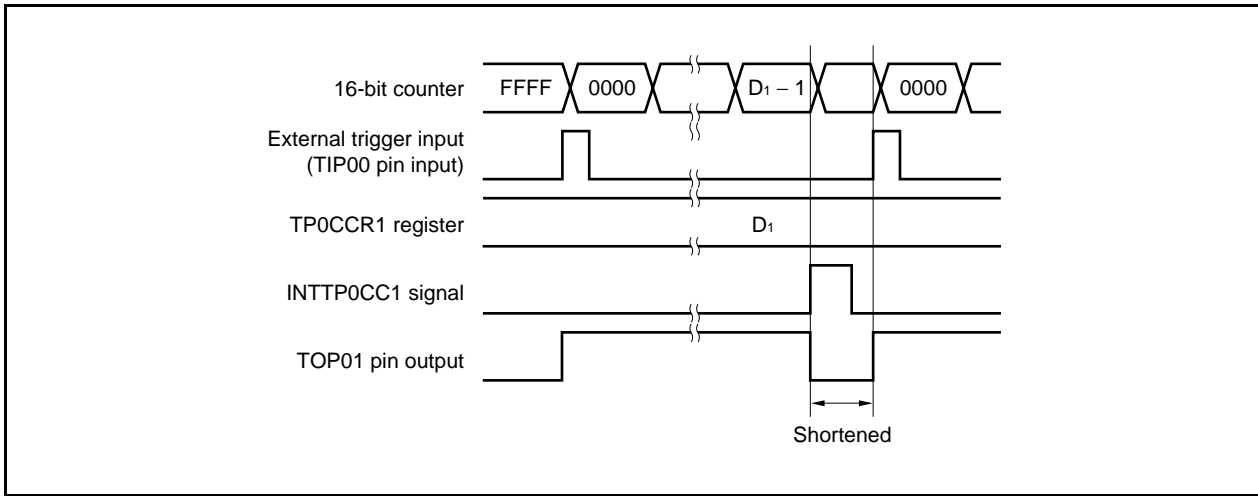 16-bit counter FFFF 0000 D₁ − 1 0000
External trigger input
(TIP00 pin input)
TP0CCR1 register D₁
INTTP0CC1 signal
TOP01 pin output
Shortened